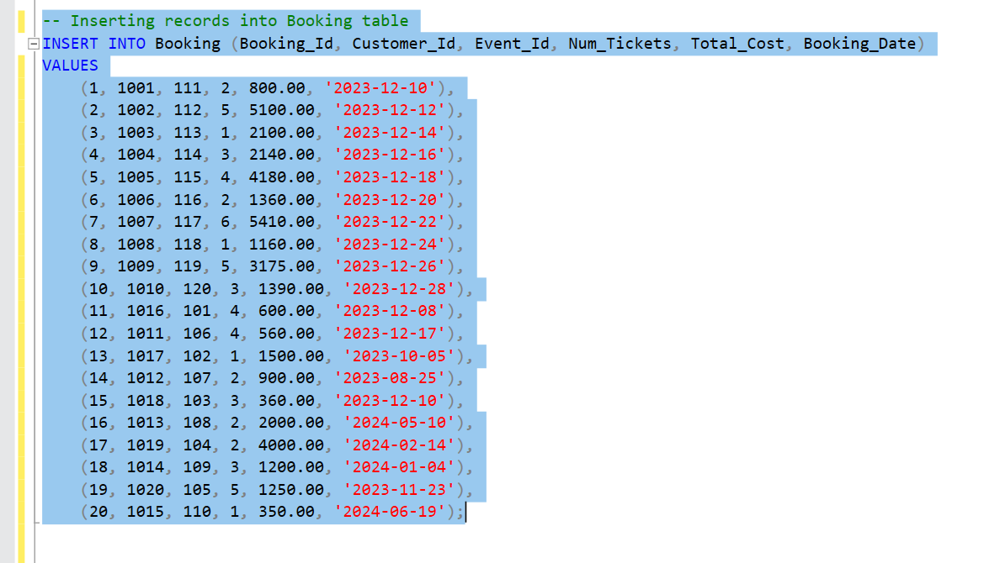 -- Inserting records into Booking table
INSERT INTO Booking (Booking_Id, Customer_Id, Event_Id, Num_Tickets, Total_Cost, Booking_Date)
VALUES
(1, 1001, 111, 2, 800.00, '2023-12-10'),
(2, 1002, 112, 5, 5100.00, '2023-12-12'),
(3, 1003, 113, 1, 2100.00, '2023-12-14'),
(4, 1004, 114, 3, 2140.00, '2023-12-16'),
(5, 1005, 115, 4, 4180.00, '2023-12-18'),
(6, 1006, 116, 2, 1360.00, '2023-12-20'),
(7, 1007, 117, 6, 5410.00, '2023-12-22'),
(8, 1008, 118, 1, 1160.00, '2023-12-24'),
(9, 1009, 119, 5, 3175.00, '2023-12-26'),
(10, 1010, 120, 3, 1390.00, '2023-12-28'),
(11, 1016, 101, 4, 600.00, '2023-12-08'),
(12, 1011, 106, 4, 560.00, '2023-12-17'),
(13, 1017, 102, 1, 1500.00, '2023-10-05'),
(14, 1012, 107, 2, 900.00, '2023-08-25'),
(15, 1018, 103, 3, 360.00, '2023-12-10'),
(16, 1013, 108, 2, 2000.00, '2024-05-10'),
(17, 1019, 104, 2, 4000.00, '2024-02-14'),
(18, 1014, 109, 3, 1200.00, '2024-01-04'),
(19, 1020, 105, 5, 1250.00, '2023-11-23'),
(20, 1015, 110, 1, 350.00, '2024-06-19');